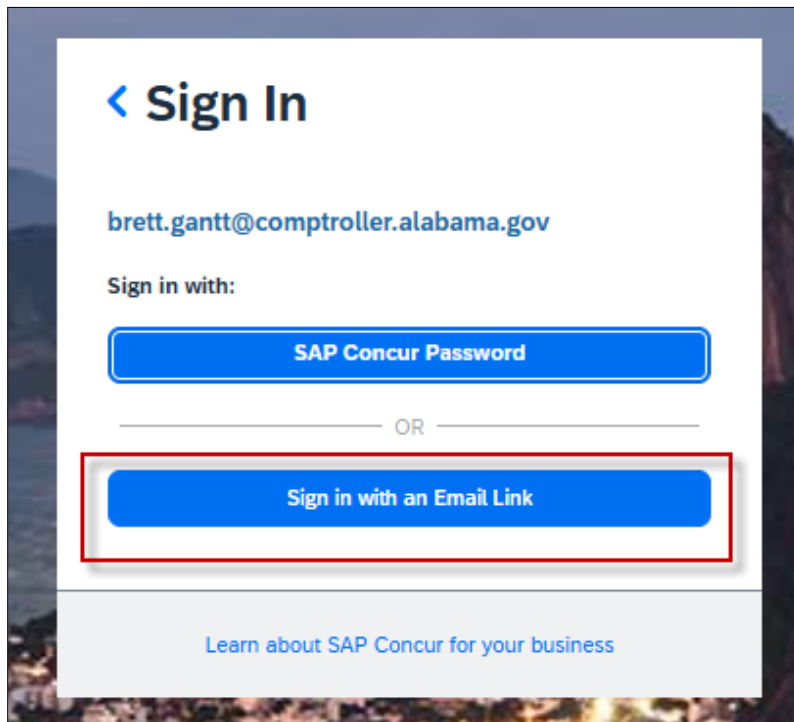 Sign In
brett.gantt@comptroller.alabama.gov
Sign in with:
SAP Concur Password
OR
Sign in with an Email Link
Learn about SAP Concur for your business